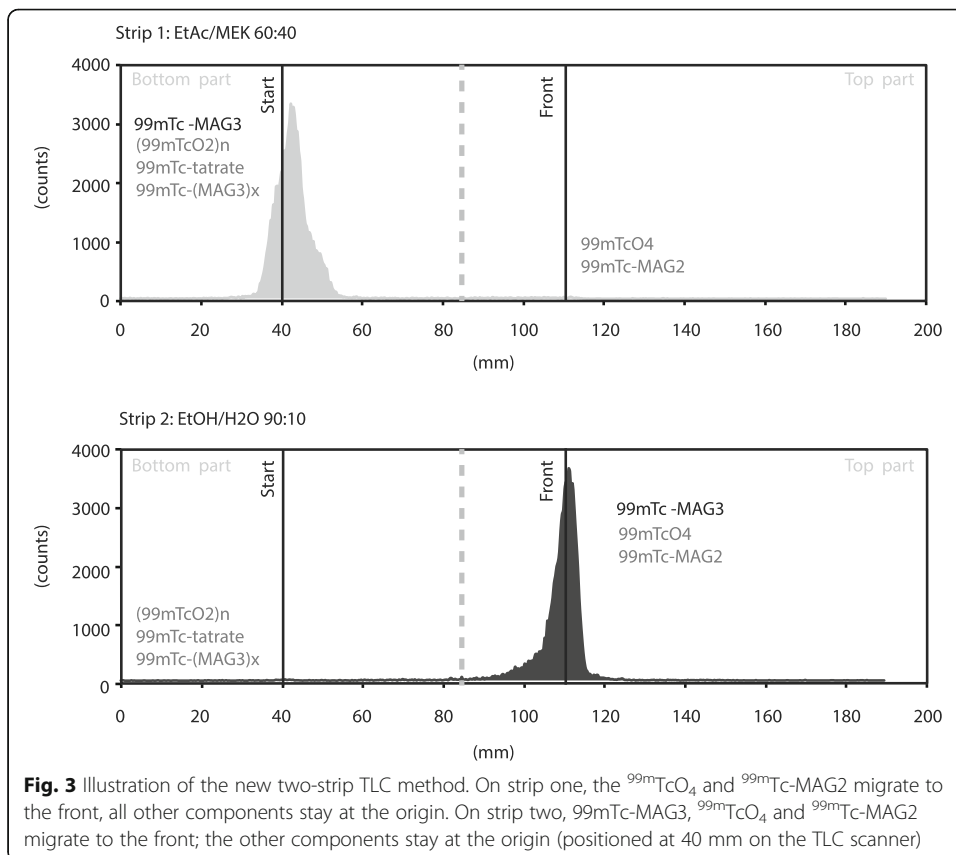 Strip 1: EtAc/MEK 60:40
4000
3000
2000
1000
0
(counts)
Bottom part
Start
Front
Top part
99mTc -MAG3
(99mTcO2)n
99mTc-tatrate
99mTc-(MAG3)x
99mTcO4
99mTc-MAG2
0 20 40 60 80 100 120 140 160 180 200
(mm)
Strip 2: EtOH/H2O 90:10
4000
3000
2000
1000
0
(counts)
Bottom part
Start
Front
Top part
99mTc -MAG3
99mTcO4
99mTc-MAG2
(99mTcO2)n
99mTc-tatrate
99mTc-(MAG3)x
0 20 40 60 80 100 120 140 160 180 200
(mm)
Fig. 3 Illustration of the new two-strip TLC method. On strip one, the ⁹⁹ᵐTcO₄ and ⁹⁹ᵐTc-MAG2 migrate to
the front, all other components stay at the origin. On strip two, 99mTc-MAG3, ⁹⁹ᵐTcO₄ and ⁹⁹ᵐTc-MAG2
migrate to the front; the other components stay at the origin (positioned at 40 mm on the TLC scanner)